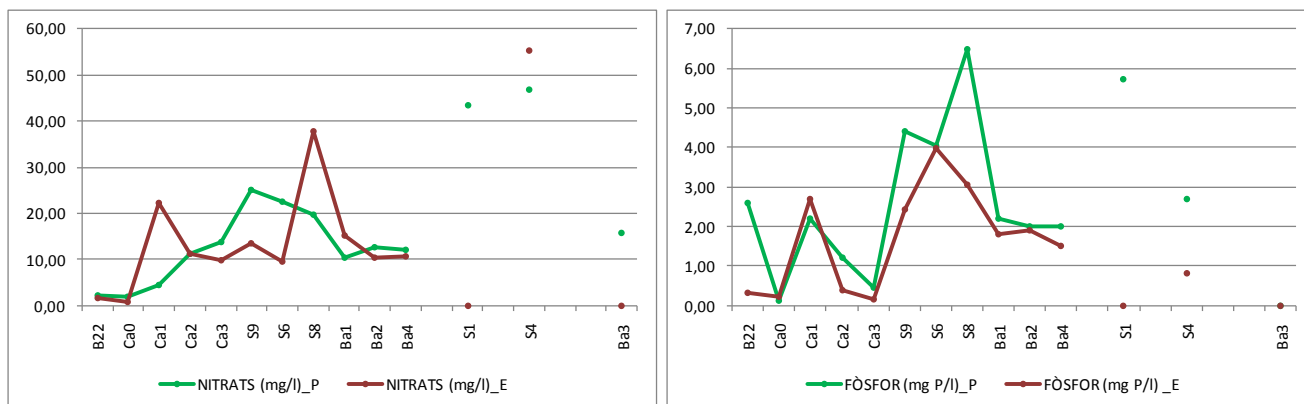 60,00
50,00
40,00
30,00
20,00
10,00
0,00
B22
Ca0
Ca1
Ca2
Ca3
S9
S6
S8
Ba1
Ba2
Ba4
S1
S4
Ba3
NITRATS (mg/l)_P
NITRATS (mg/l)_E
7,00
6,00
5,00
4,00
3,00
2,00
1,00
0,00
B22
Ca0
Ca1
Ca2
Ca3
S9
S6
S8
Ba1
Ba2
Ba4
S1
S4
Ba3
FÒSFOR (mg P/l)_P
FÒSFOR (mg P/l) _E